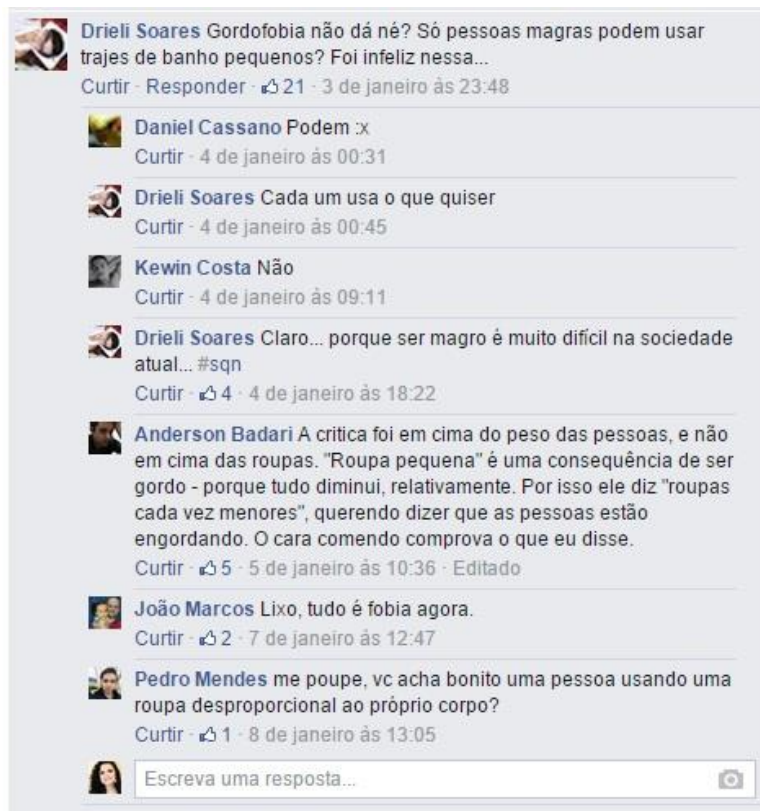 Drieli Soares Gordofobia não dá né? Só pessoas magras podem usar
trajes de banho pequenos? Foi infeliz nessa...
Curtir · Responder · 21 · 3 de janeiro às 23:48
Daniel Cassano Podem :x
Curtir · 4 de janeiro às 00:31
Drieli Soares Cada um usa o que quiser
Curtir · 4 de janeiro às 00:45
Kewin Costa Não
Curtir · 4 de janeiro às 09:11
Drieli Soares Claro... porque ser magro é muito difícil na sociedade
atual... #sqn
Curtir · 4 · 4 de janeiro às 18:22
Anderson Badari A critica foi em cima do peso das pessoas, e não
em cima das roupas. "Roupa pequena" é uma consequência de ser
gordo - porque tudo diminui, relativamente. Por isso ele diz "roupas
cada vez menores", querendo dizer que as pessoas estão
engordando. O cara comendo comprova o que eu disse.
Curtir · 5 · 5 de janeiro às 10:36 · Editado
João Marcos Lixo, tudo é fobia agora.
Curtir · 2 · 7 de janeiro às 12:47
Pedro Mendes me poupe, vc acha bonito uma pessoa usando uma
roupa desproporcional ao próprio corpo?
Curtir · 1 · 8 de janeiro às 13:05
Escreva uma resposta...